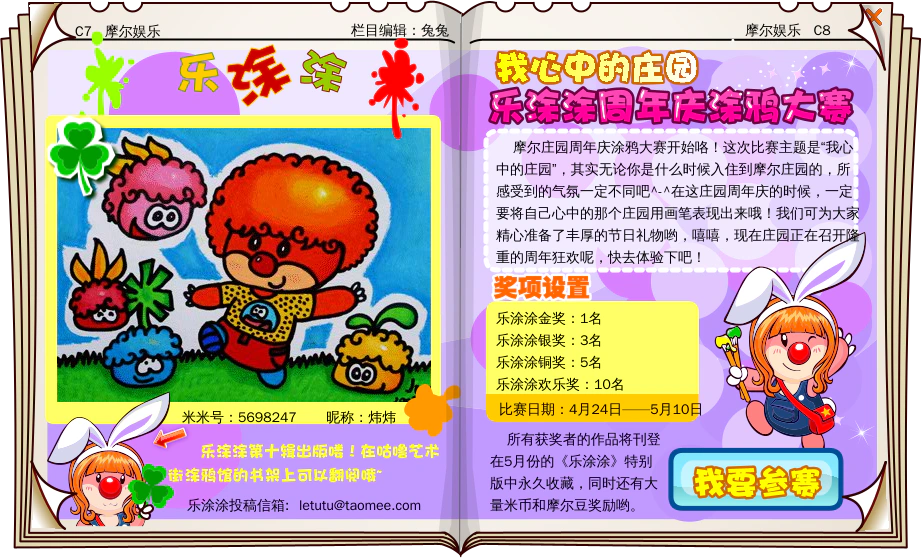 C7 摩尔娱乐
栏目编辑：兔兔
乐涂涂
米米号：5698247 昵称：炜炜
乐涂涂第十辑出版喽！在咕噜艺术
街涂鸦馆的书架上可以翻阅哦~
乐涂涂投稿信箱: letutu@taomee.com
摩尔娱乐 C8
我心中的庄园
乐涂涂周年庆涂鸦大赛
摩尔庄园周年庆涂鸦大赛开始咯！这次比赛主题是“我心
中的庄园”，其实无论你是什么时候入住到摩尔庄园的，所
感受到的气氛一定不同吧^-^在这庄园周年庆的时候，一定
要将自己心中的那个庄园用画笔表现出来哦！我们可为大家
精心准备了丰厚的节日礼物哟，嘻嘻，现在庄园正在召开隆
重的周年狂欢呢，快去体验下吧！
奖项设置
乐涂涂金奖：1名
乐涂涂银奖：3名
乐涂涂铜奖：5名
乐涂涂欢乐奖：10名
比赛日期：4月24日——5月10日
所有获奖者的作品将刊登
在5月份的《乐涂涂》特别
版中永久收藏，同时还有大
量米币和摩尔豆奖励哟。
我要参赛